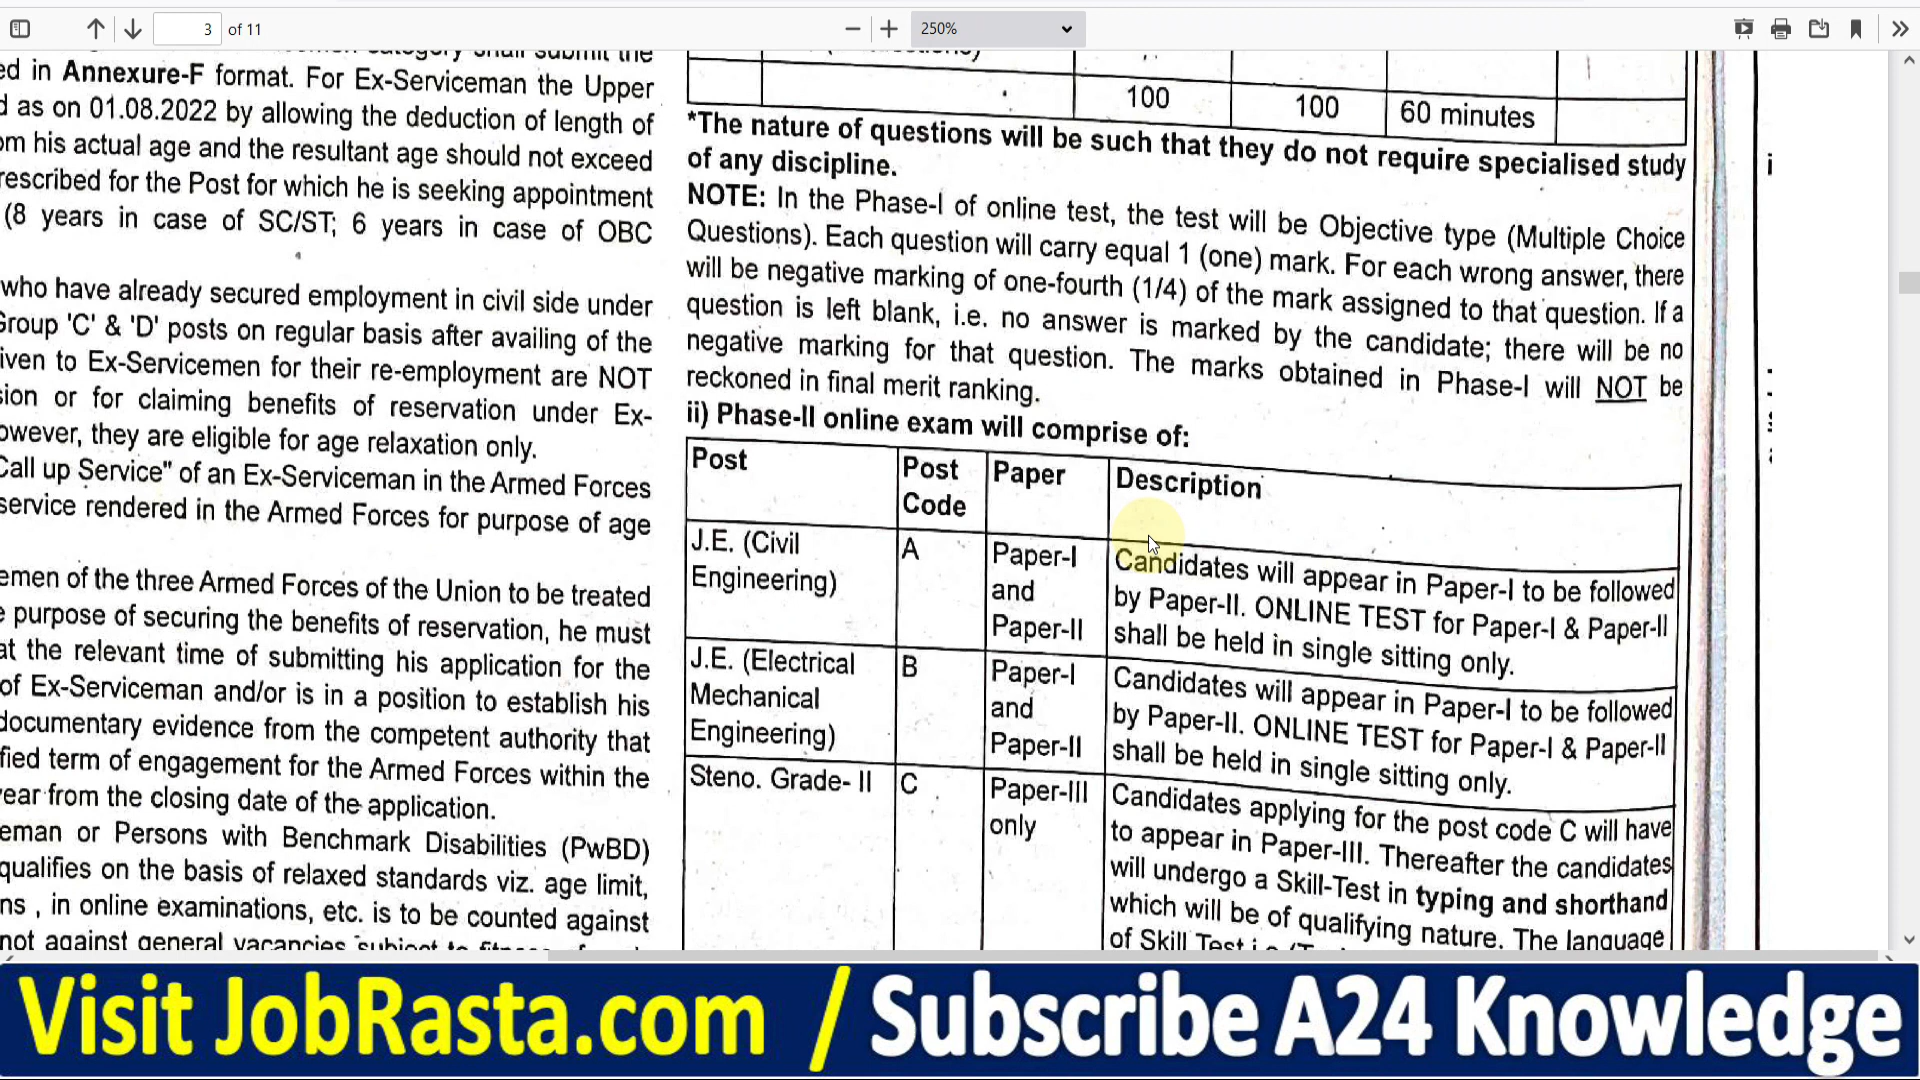 3 of 11
250%
category shall submit the
ed in Annexure-F format. For Ex-Serviceman the Upper
d as on 01.08.2022 by allowing the deduction of length of
om his actual age and the resultant age should not exceed
rescribed for the Post for which he is seeking appointment
(8 years in case of SC/ST; 6 years in case of OBC
who have already secured employment in civil side under
Group 'C' & 'D' posts on regular basis after availing of the
iven to Ex-Servicemen for their re-employment are NOT
sion or for claiming benefits of reservation under Ex-
owever, they are eligible for age relaxation only.
Call up Service" of an Ex-Serviceman in the Armed Forces
service rendered in the Armed Forces for purpose of age
emen of the three Armed Forces of the Union to be treated
e purpose of securing the benefits of reservation, he must
at the relevant time of submitting his application for the
of Ex-Serviceman and/or is in a position to establish his
documentary evidence from the competent authority that
fied term of engagement for the Armed Forces within the
year from the closing date of the application.
eman or Persons with Benchmark Disabilities (PwBD)
qualifies on the basis of relaxed standards viz. age limit,
ns , in online examinations, etc. is to be counted against
not against general vacancies subject to
100 100 60 minutes
*The nature of questions will be such that they do not require specialised study
of any discipline.
NOTE: In the Phase-I of online test, the test will be Objective type (Multiple Choice
Questions). Each question will carry equal 1 (one) mark. For each wrong answer, there
will be negative marking of one-fourth (1/4) of the mark assigned to that question. If a
question is left blank, i.e. no answer is marked by the candidate; there will be no
negative marking for that question. The marks obtained in Phase-I will NOT be
reckoned in final merit ranking.
ii) Phase-II online exam will comprise of:
Post
Post
Code
Paper
Description
J.E. (Civil
Engineering)
A
Paper-I
and
Paper-II
Candidates will appear in Paper-I to be followed
by Paper-II. ONLINE TEST for Paper-I & Paper-II
shall be held in single sitting only.
J.E. (Electrical
Mechanical
Engineering)
B
Paper-I
and
Paper-II
Candidates will appear in Paper-I to be followed
by Paper-II. ONLINE TEST for Paper-I & Paper-II
shall be held in single sitting only.
Steno. Grade- II
C
Paper-III
only
Candidates applying for the post code C will have
to appear in Paper-III. Thereafter the candidates
will undergo a Skill-Test in typing and shorthand
which will be of qualifying nature. The language
of Skill Test i.e
Visit JobRasta.com / Subscribe A24 Knowledge